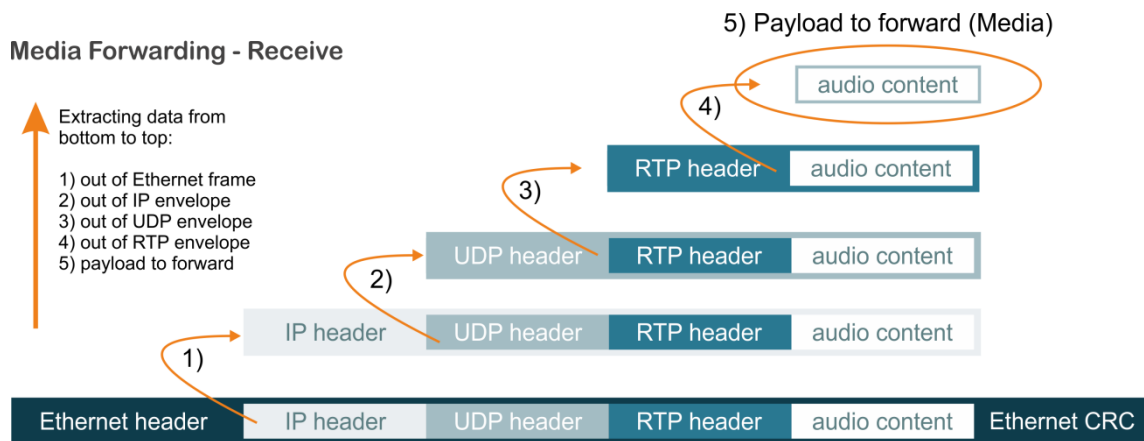 5) Payload to forward (Media)
Media Forwarding - Receive
audio content
Extracting data from
bottom to top:
1) out of Ethernet frame
2) out of IP envelope
3) out of UDP envelope
4) out of RTP envelope
5) payload to forward
4)
RTP header audio content
3)
UDP header RTP header audio content
2)
IP header UDP header RTP header audio content
1)
Ethernet header IP header UDP header RTP header audio content Ethernet CRC